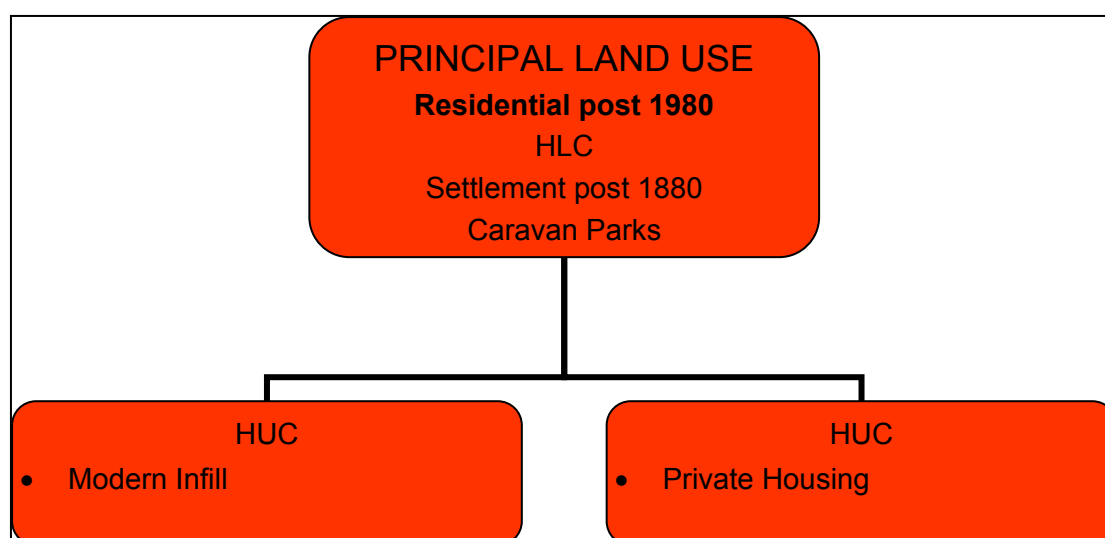 PRINCIPAL LAND USE
Residential post 1980
HLC
Settlement post 1880
Caravan Parks
HUC
• Modern Infill
HUC
• Private Housing